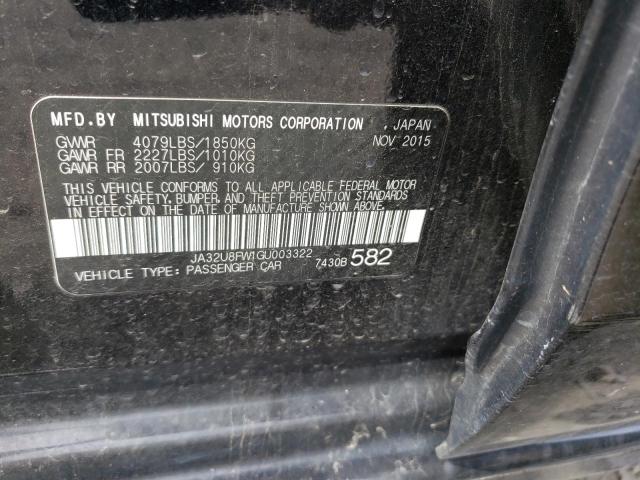 MFD.BY MITSUBISHI MOTORS CORPORATION , JAPAN
GVWR 4079LBS/1850KG NOV 2015
GAWR FR 2227LBS/1010KG
GAWR RR 2007LBS/ 910KG
THIS VEHICLE CONFORMS TO ALL APPLICABLE FEDERAL MOTOR
VEHICLE SAFETY, BUMPER, AND THEFT PREVENTION STANDARDS
IN EFFECT ON THE DATE OF MANUFACTURE SHOWN ABOVE.
JA32U8FW1GU003322
VEHICLE TYPE: PASSENGER CAR 7430B 582